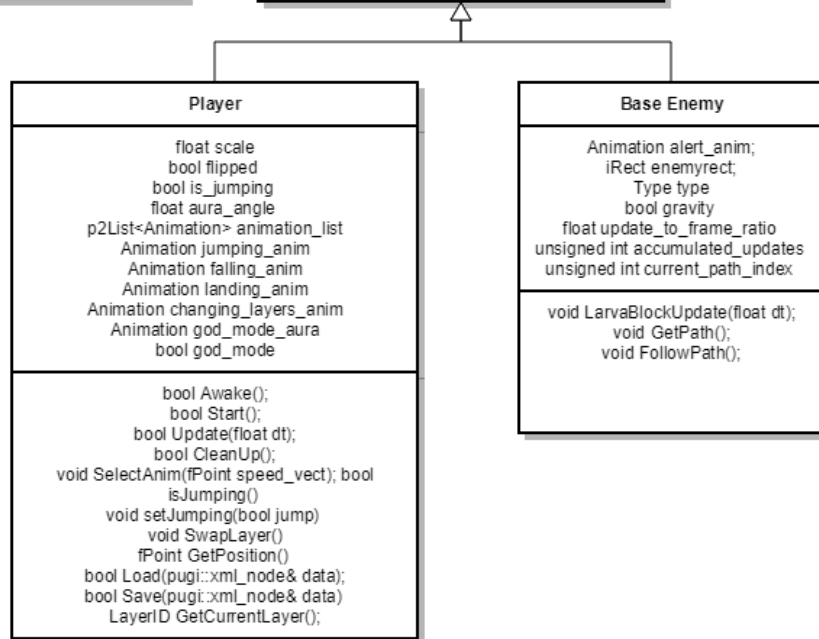 Player
float scale
bool flipped
bool is_jumping
float aura_angle
p2List<Animation> animation_list
Animation jumping_anim
Animation falling_anim
Animation landing_anim
Animation changing_layers_anim
Animation god_mode_aura
bool god_mode
bool Awake();
bool Start();
bool Update(float dt);
bool CleanUp();
void SelectAnim(fPoint speed_vect); bool
isJumping()
void setJumping(bool jump)
void SwapLayer()
fPoint GetPosition()
bool Load(pugi::xml_node& data);
bool Save(pugi::xml_node& data)
LayerID GetCurrentLayer();
Base Enemy
Animation alert_anim;
iRect enemyrect;
Type type
bool gravity
float update_to_frame_ratio
unsigned int accumulated_updates
unsigned int current_path_index
void LarvaBlockUpdate(float dt);
void GetPath();
void FollowPath();